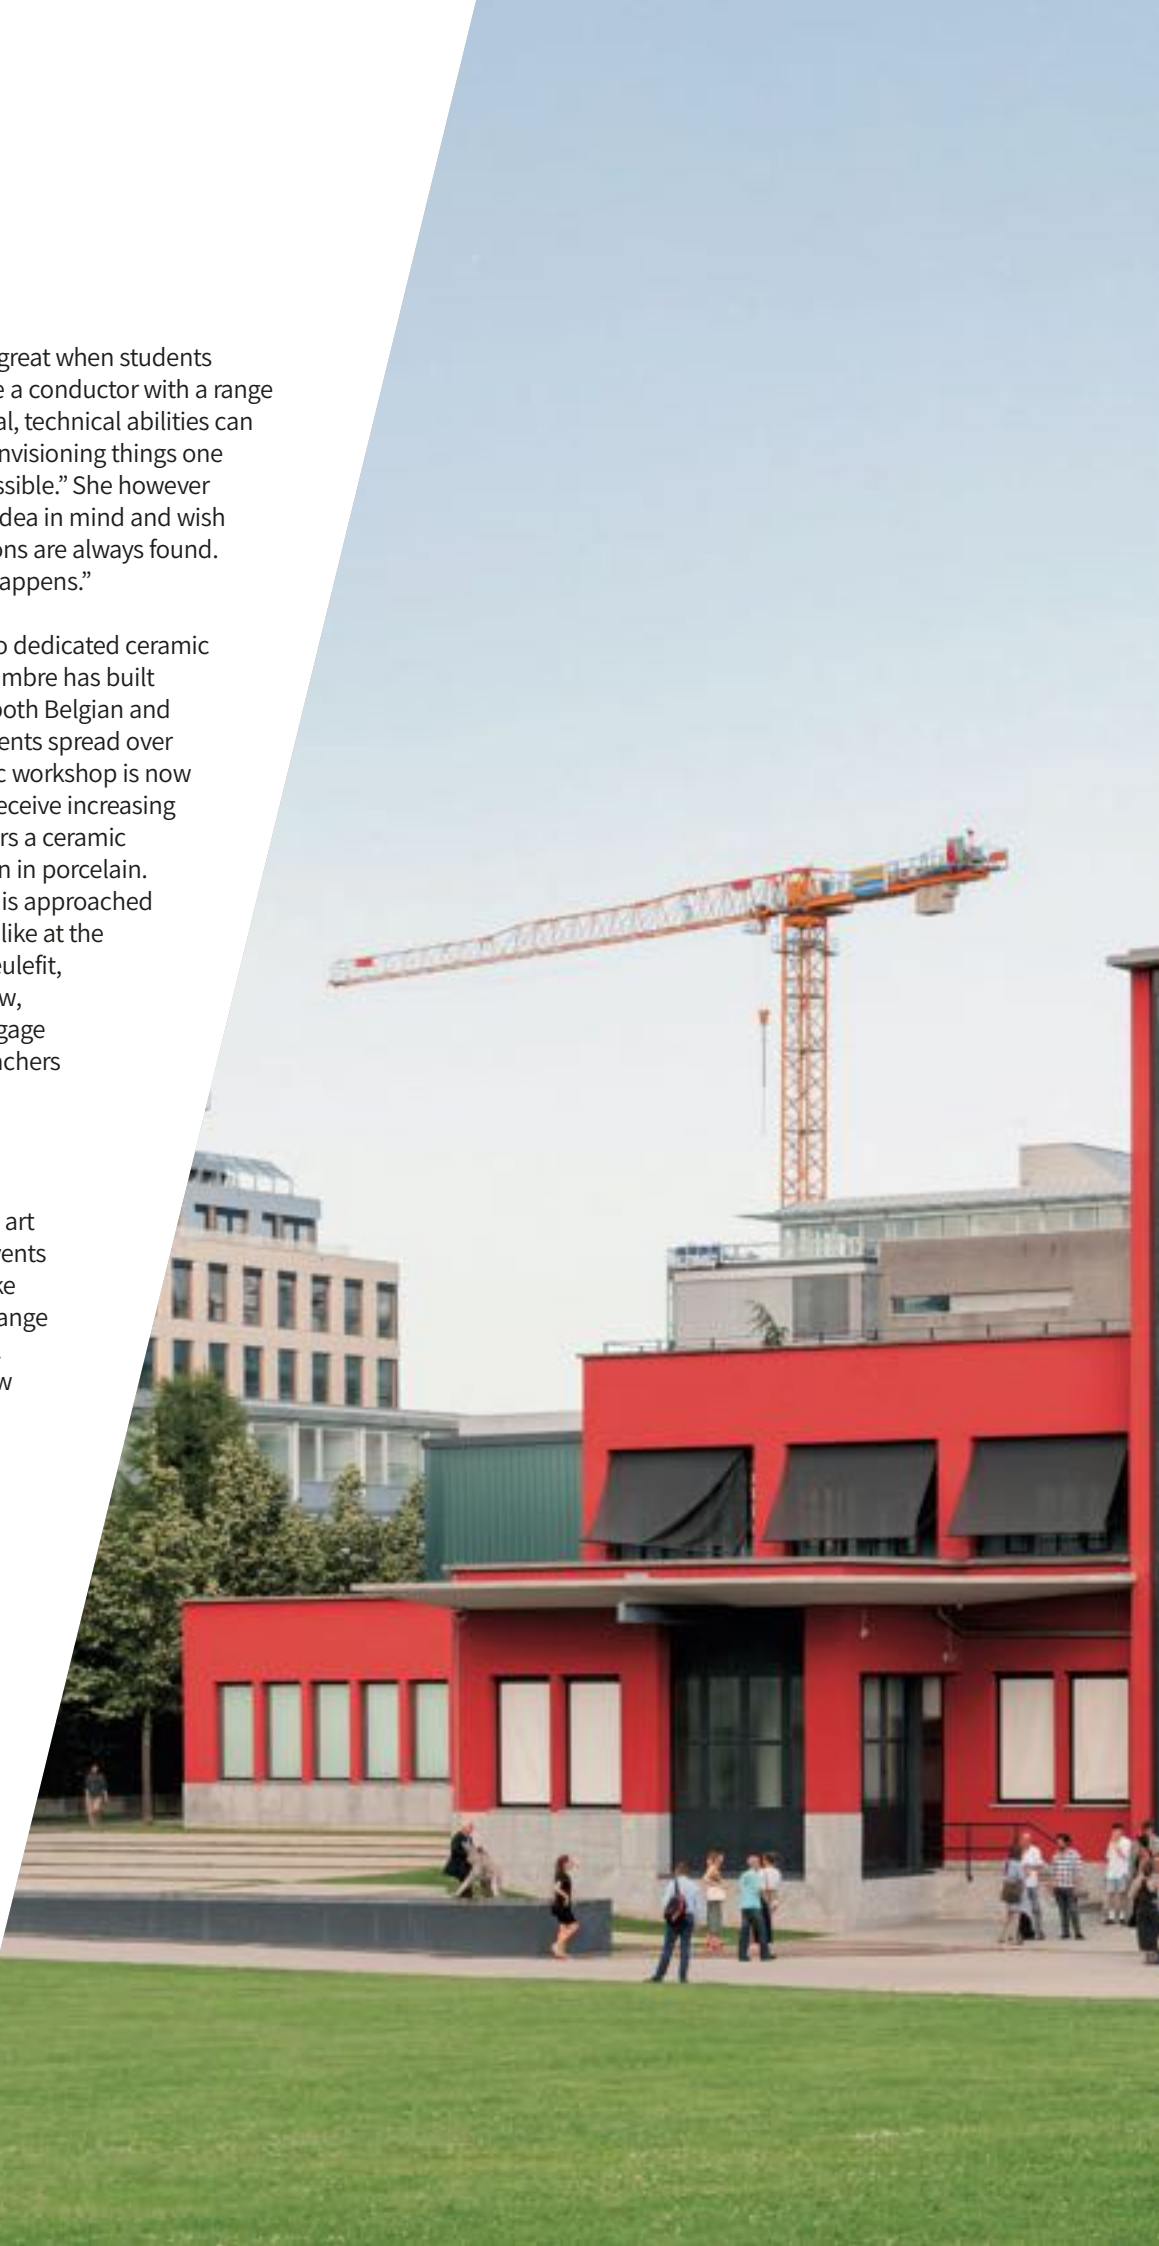 great when students
e a conductor with a range
al, technical abilities can
nvisioning things one
ssible.” She however
dea in mind and wish
ons are always found.
appens.”
o dedicated ceramic
mbre has built
both Belgian and
ents spread over
c workshop is now
eceive increasing
rs a ceramic
n in porcelain.
is approached
like at the
eulefit,
w,
gage
achers
art
vents
ke
ange
.
w